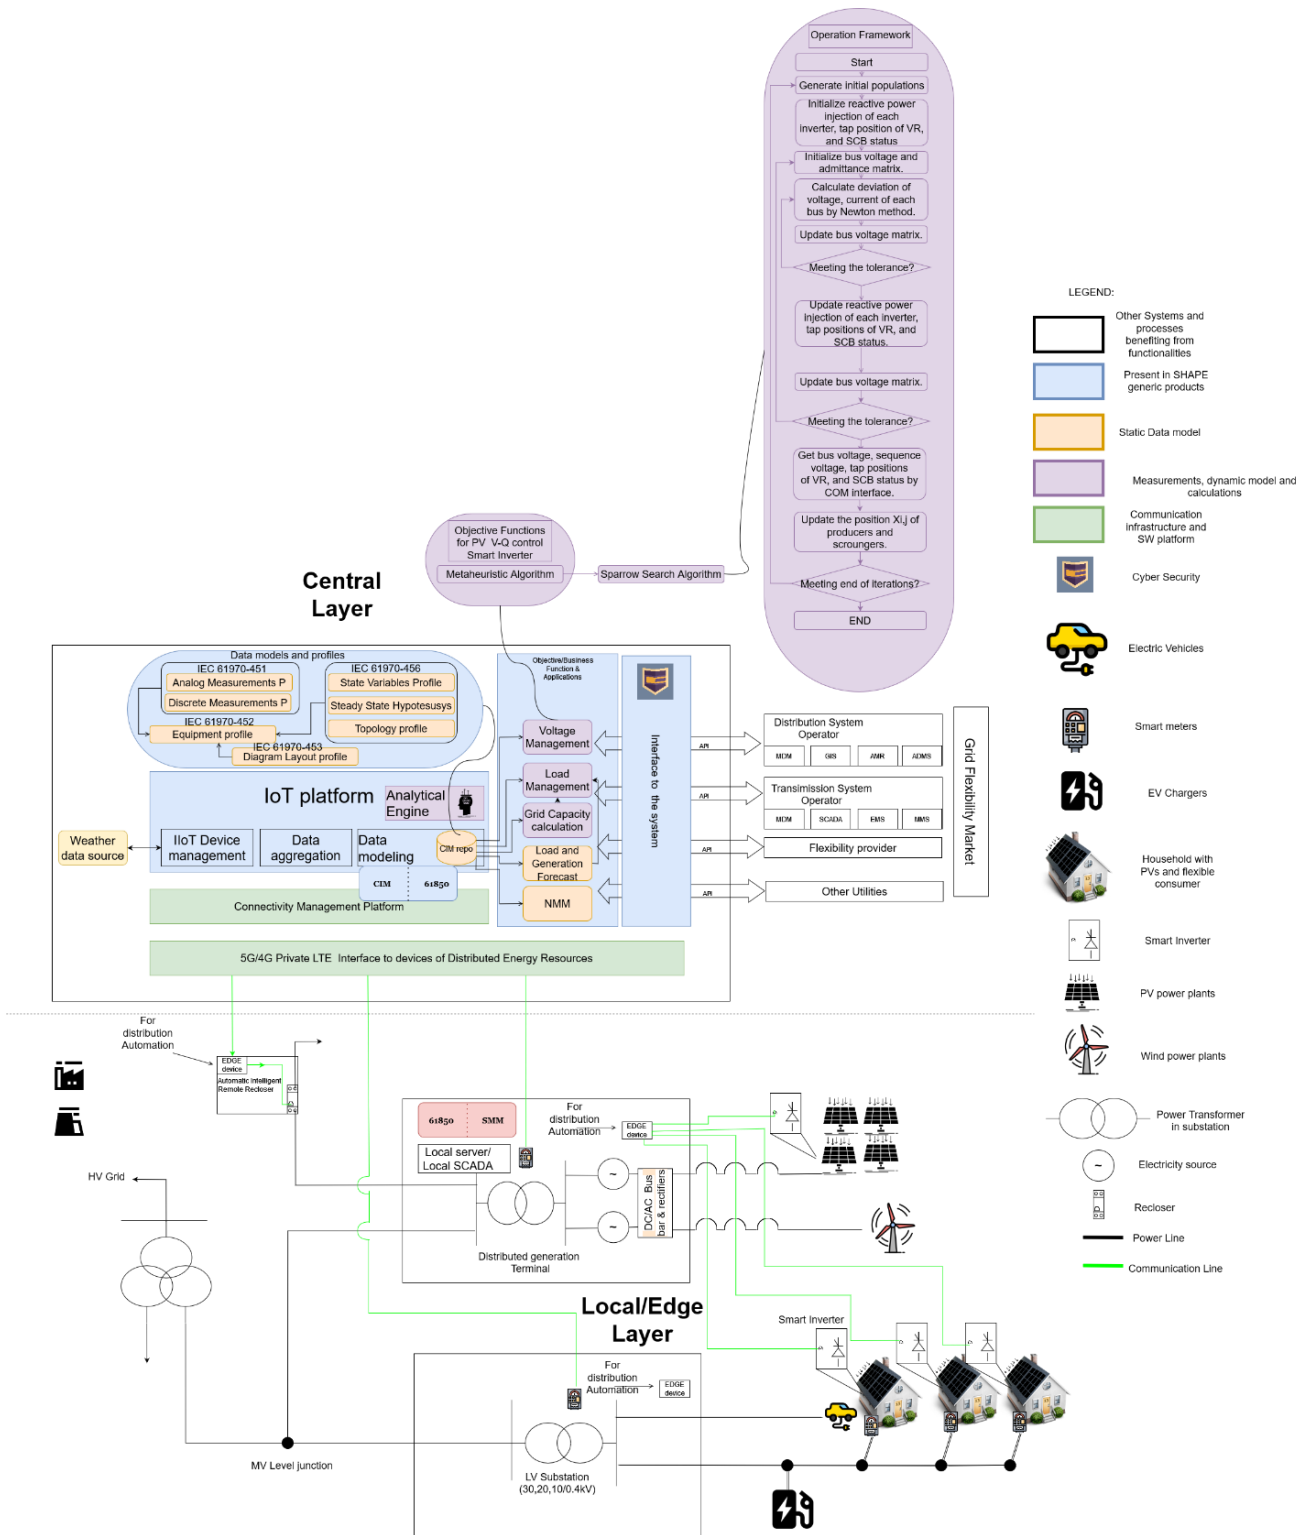 Operation Framework
Start
Generate initial populations
Initialize reactive power
injection of each
inverter, tap position of VR,
and SCB status
Initialize bus voltage and
admittance matrix.
Calculate deviation of
voltage, current of each
bus by Newton method.
Update bus voltage matrix.
Meeting the tolerance?
Update reactive power
injection of each inverter,
tap positions of VR, and
SCB status.
Update bus voltage matrix.
Meeting the tolerance?
Get bus voltage, sequence
voltage, tap positions
of VR, and SCB status by
COM interface.
Update the position Xi,j of
producers and
scroungers.
Meeting end of iterations?
END
LEGEND:
Other Systems and
processes
benefiting from
functionalities
Present in SHAPE
generic products
Static Data model
Measurements, dynamic model and
calculations
Communication
infrastructure and
SW platform
Cyber Security
Electric Vehicles
Smart meters
EV Chargers
Household with
PVs and flexible
consumer
Smart Inverter
PV power plants
Wind power plants
Power Transformer
in substation
~
Electricity source
Recloser
Power Line
Communication Line
Objective Functions
for PV V-Q control
Smart Inverter
Metaheuristic Algorithm
Sparrow Search Algorithm
Central
Layer
Data models and profiles
IEC 61970-451
Analog Measurements P
Discrete Measurements P
IEC 61970-456
State Variables Profile
Steady State Hypotesusys
Topology profile
IEC 61970-452
Equipment profile
IEC 61970-453
Diagram Layout profile
IoT platform
Analytical
Engine
Weather
data source
IIoT Device
management
Data
aggregation
Data
modeling
CIM repo
CIM
61850
Connectivity Management Platform
Objective/Business
Function &
Applications
Voltage
Management
Load
Management
Grid Capacity
calculation
Load and
Generation
Forecast
NMM
Interface to the system
API
API
API
API
Distribution System
Operator
MDM
GIS
AMR
ADMS
Transmission System
Operator
MDM
SCADA
EMS
MMS
Flexibility provider
Other Utilities
Grid Flexibility Market
5G/4G Private LTE Interface to devices of Distributed Energy Resources
For
distribution
Automation
EDGE
device
Automatic intelligent
Remote Recloser
61850
SMM
Local server/
Local SCADA
For
distribution
Automation
EDGE
device
~
~
DC/AC Bus
bar & rectifiers
Distributed generation
Terminal
HV Grid
Local/Edge
Layer
Smart Inverter
For
distribution
Automation
EDGE
device
MV Level junction
LV Substation
(30,20,10/0.4kV)